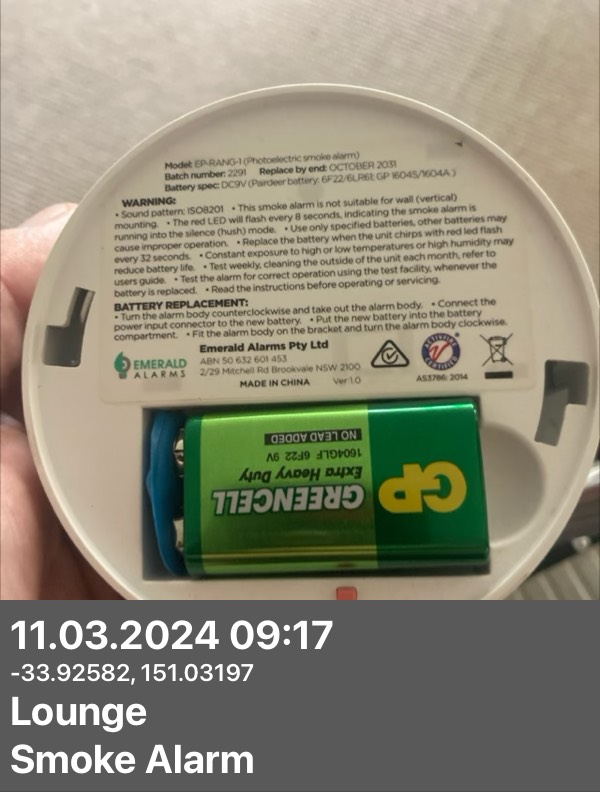 Model: EP-RANG-1 (Photoelectric smoke alarm)
Batch number: 2291 Replace by end: OCTOBER 2031
Battery spec: DC9V (Pairdeer battery: 6F22/6LR61; GP 1604S/1604A )
WARNING:
• Sound pattern: ISO8201 • This smoke alarm is not suitable for wall (vertical)
mounting. • The red LED will flash every 8 seconds, indicating the smoke alarm is
running into the silence (hush) mode. • Use only specified batteries, other batteries may
cause improper operation. • Replace the battery when the unit chirps with red led flash
every 32 seconds. • Constant exposure to high or low temperatures or high humidity may
reduce battery life. • Test weekly, cleaning the outside of the unit each month, refer to
users guide. • Test the alarm for correct operation using the test facility, whenever the
battery is replaced. • Read the instructions before operating or servicing.
BATTERY REPLACEMENT:
• Turn the alarm body counterclockwise and take out the alarm body. • Connect the
power input connector to the new battery. • Put the new battery into the battery
compartment. • Fit the alarm body on the bracket and turn the alarm body clockwise.
EMERALD
ALARMS
Emerald Alarms Pty Ltd
ABN 50 632 601 453
2/29 Mitchell Rd Brookvale NSW 2100
MADE IN CHINA Ver:1.0
ACTIVFIRE
CERTIFIED
AS3786: 2014
GP
GREENCELL
Extra Heavy Duty
1604GLF 6F22 9V
NO LEAD ADDED
11.03.2024 09:17
-33.92582, 151.03197
Lounge
Smoke Alarm